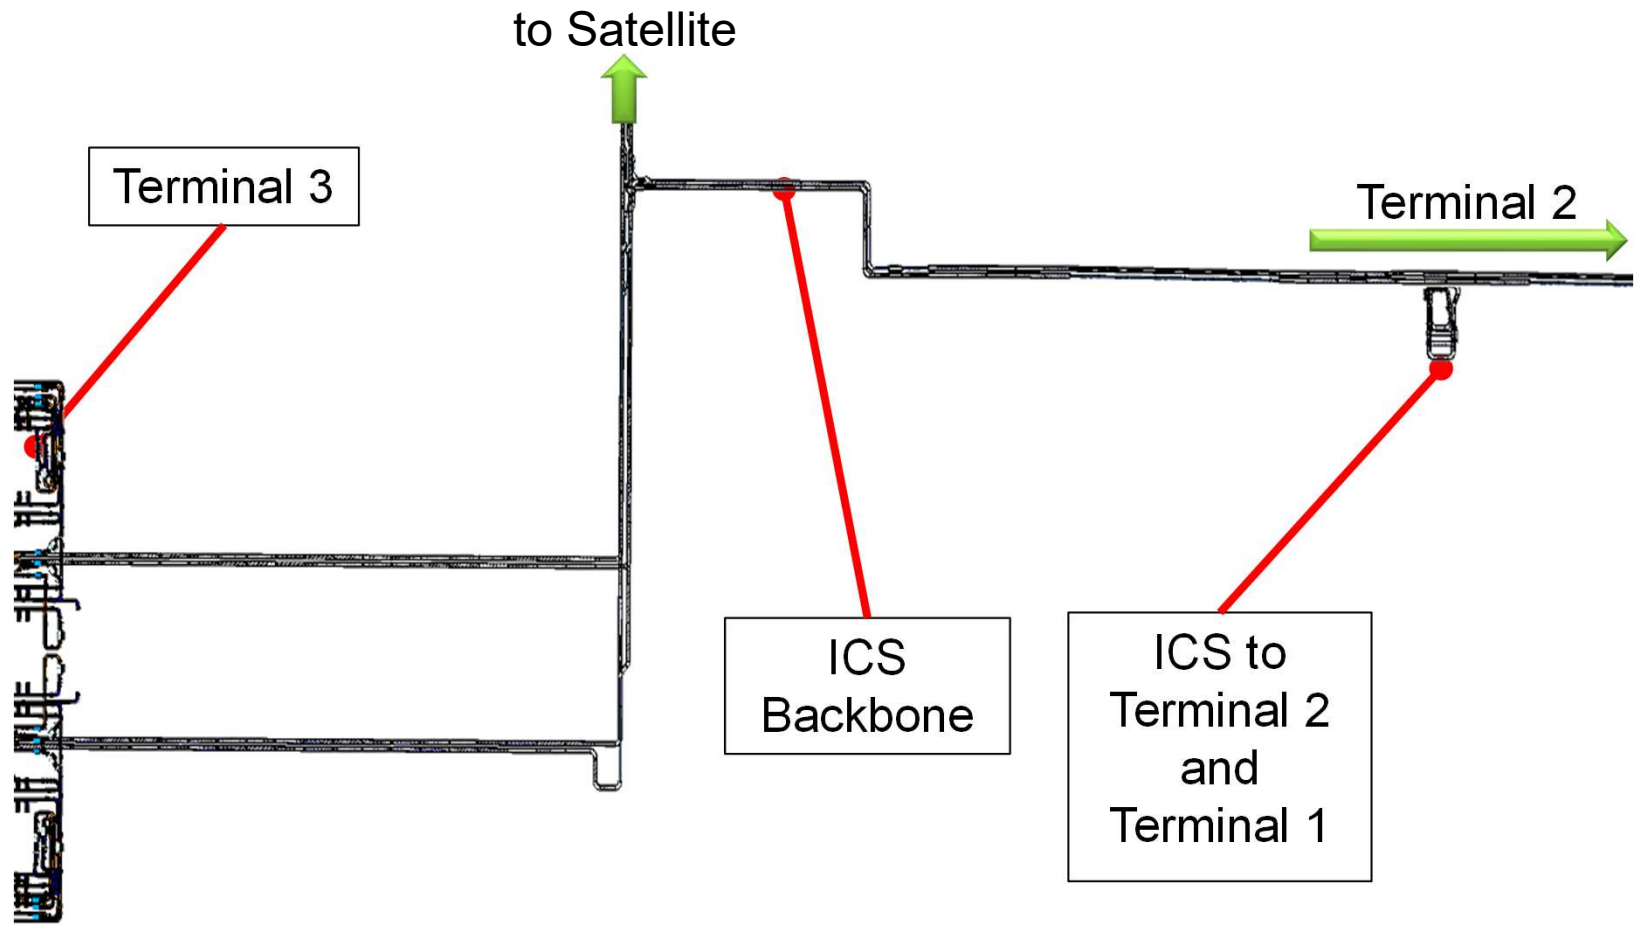 to Satellite
Terminal 3
Terminal 2
ICS
Backbone
ICS to
Terminal 2
and
Terminal 1